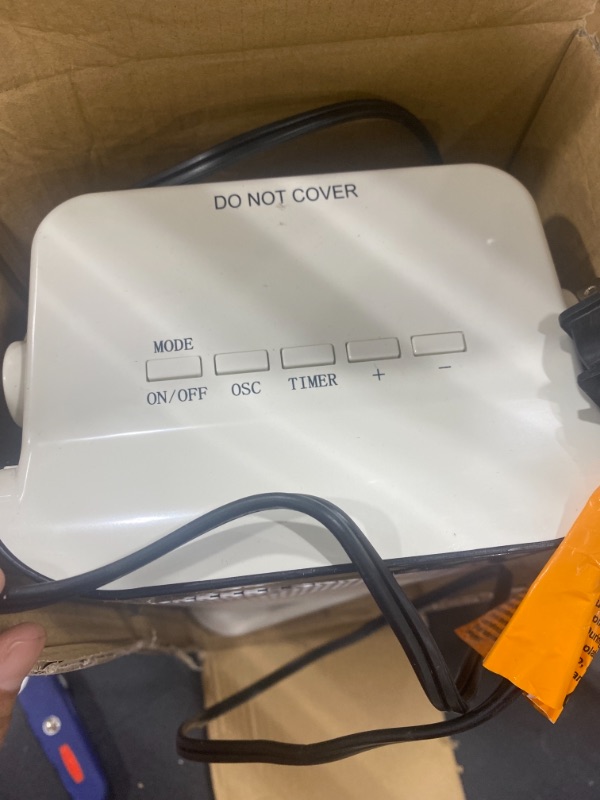 DO NOT COVER
MODE
ON/OFF OSC TIMER + −